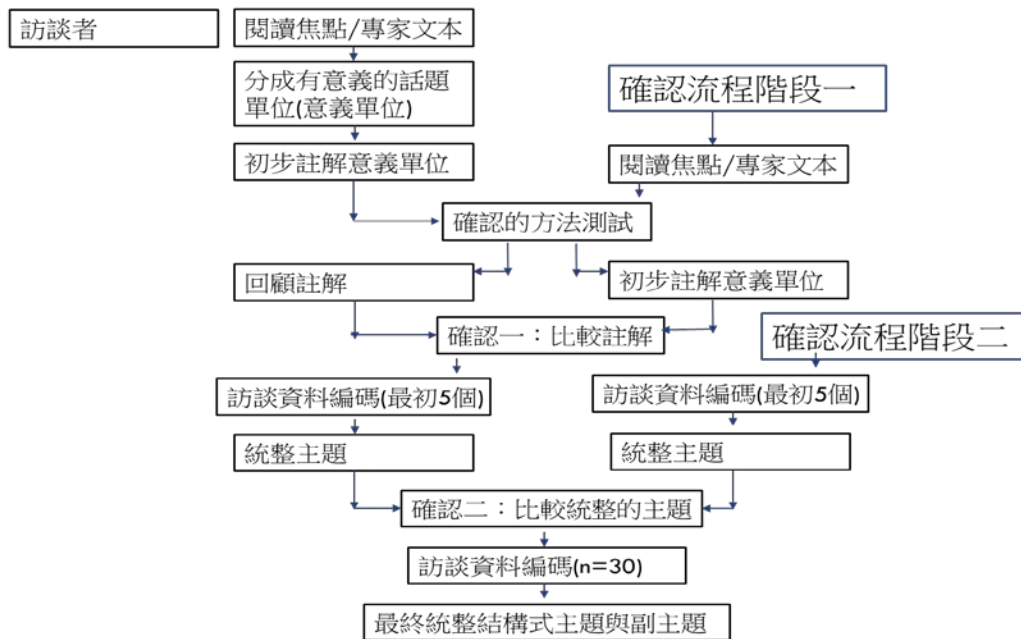 訪談者
閱讀焦點/專家文本
分成有意義的話題
單位(意義單位)
確認流程階段一
初步註解意義單位
閱讀焦點/專家文本
確認的方法測試
回顧註解
初步註解意義單位
確認一：比較註解
確認流程階段二
訪談資料編碼(最初5個)
訪談資料編碼(最初5個)
統整主題
統整主題
確認二：比較統整的主題
訪談資料編碼(n=30)
最終統整結構式主題與副主題